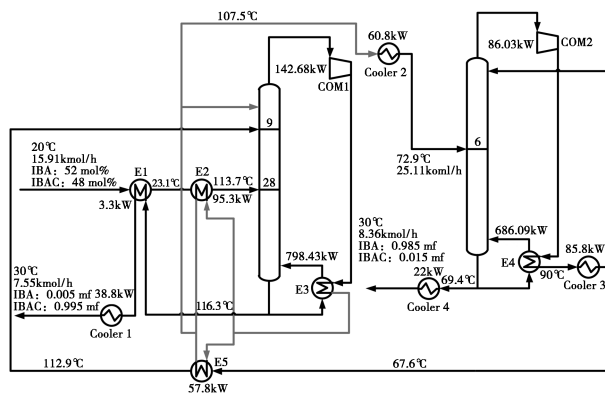 107.5℃
60.8kW
Cooler 2
86.03kW
COM2
142.68kW
COM1
9
6
20℃
15.91kmol/h
IBA: 52 mol%
IBAC: 48 mol%
E1
23.1℃
E2
113.7℃
28
3.3kW
95.3kW
72.9℃
25.11koml/h
30℃
8.36kmol/h
IBA: 0.985 mf
IBAC: 0.015 mf
686.09kW
85.8kW
E4
90℃
Cooler 3
798.43kW
E3
22kW
69.4℃
Cooler 4
30℃
7.55kmol/h
IBA: 0.005 mf
IBAC: 0.995 mf
38.8kW
Cooler 1
116.3℃
112.9℃
E5
57.8kW
67.6℃